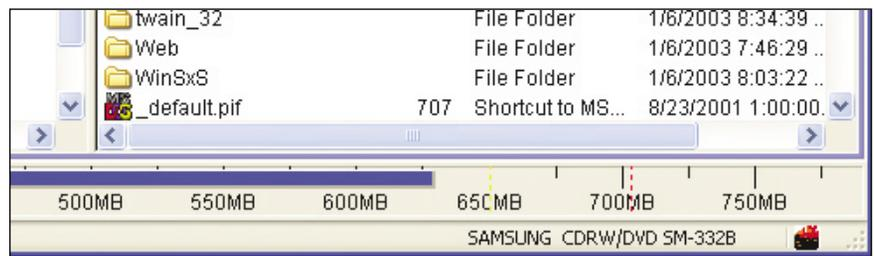 twain_32 File Folder 1/6/2003 8:34:39 ..
Web File Folder 1/6/2003 7:46:29 ..
WinSxS File Folder 1/6/2003 8:03:22 ..
_default.pif 707 Shortcut to MS... 8/23/2001 1:00:00.
500MB 550MB 600MB 650MB 700MB 750MB
SAMSUNG CDRW/DVD SM-332B